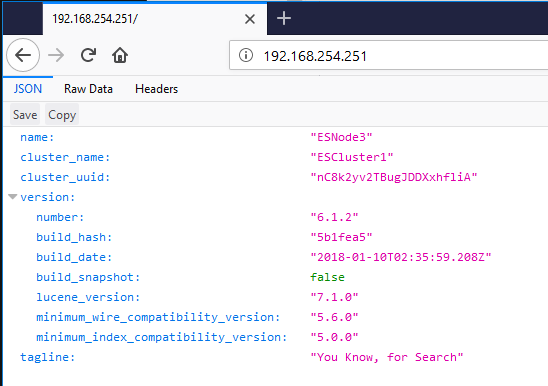 192.168.254.251/
192.168.254.251
JSON Raw Data Headers
Save Copy
name: "ESNode3"
cluster_name: "ESCluster1"
cluster_uuid: "nC8k2yv2TBugJDDXxhfliA"
version:
number: "6.1.2"
build_hash: "5b1fea5"
build_date: "2018-01-10T02:35:59.208Z"
build_snapshot: false
lucene_version: "7.1.0"
minimum_wire_compatibility_version: "5.6.0"
minimum_index_compatibility_version: "5.0.0"
tagline: "You Know, for Search"